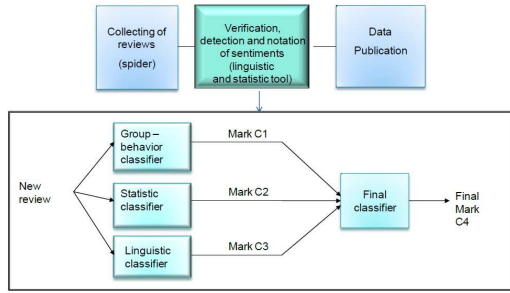 Collecting of
reviews
(spider)
Verification,
detection and notation
of sentiments
(linguistic
and statistic tool)
Data
Publication
Group –
behavior
classifier
Mark C1
New
review
Statistic
classifier
Mark C2
Final
classifier
Final
Mark
C4
Linguistic
classifier
Mark C3